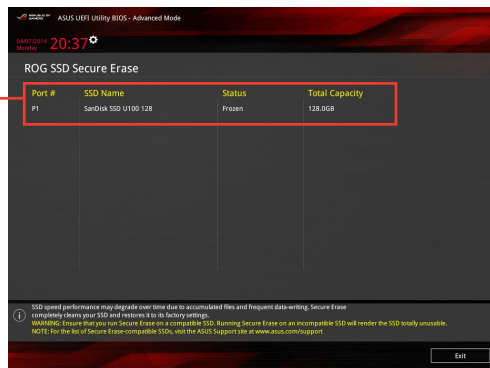 REPUBLIC OF GAMERS ASUS UEFI Utility BIOS - Advanced Mode
04/07/2014
Monday 20:37
ROG SSD Secure Erase
Port # SSD Name Status Total Capacity
P1 SanDisk SSD U100 128 Frozen 128.0GB
SSD speed performance may degrade over time due to accumulated files and frequent data-writing. Secure Erase
completely cleans your SSD and restores it to its factory settings.
WARNING: Ensure that you run Secure Erase on a compatible SSD. Running Secure Erase on an incompatible SSD will render the SSD totally unusable.
NOTE: For the list of Secure Erase-compatible SSDs, visit the ASUS Support site at www.asus.com/support
Exit